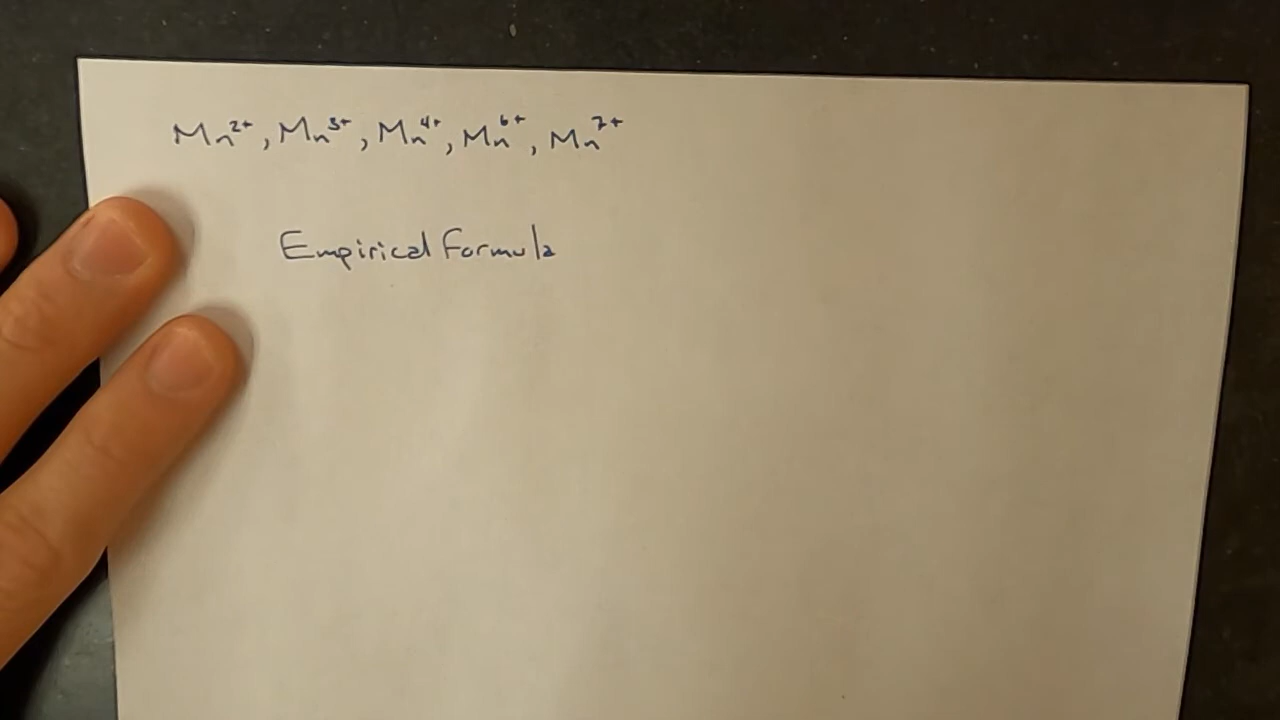 Mn²⁺, Mn³⁺, Mn⁴⁺, Mn⁶⁺, Mn⁷⁺
Empirical Formula